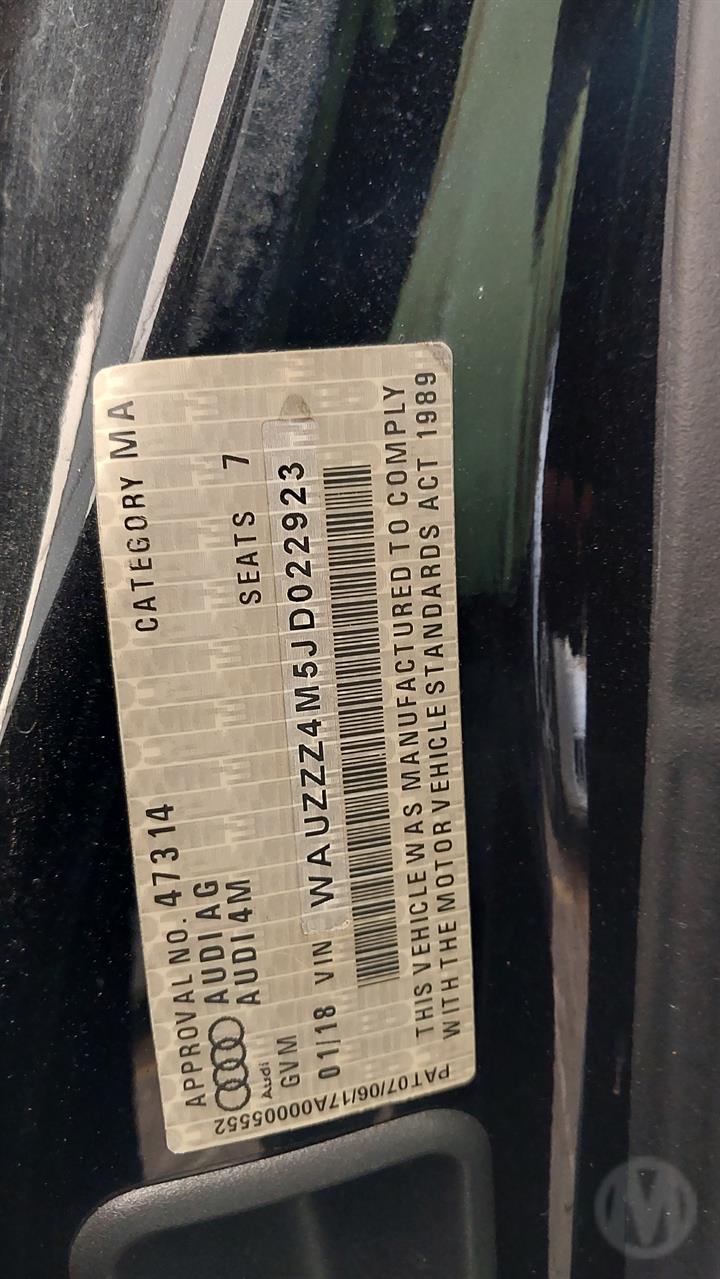 APPROVAL NO. 47314 CATEGORY MA
AUDI AG
AUDI 4M SEATS 7
Audi
GVM
01/18 VIN WAUZZZ4M5JD022923
THIS VEHICLE WAS MANUFACTURED TO COMPLY
WITH THE MOTOR VEHICLE STANDARDS ACT 1989
PAT07/06/17A00005552
M